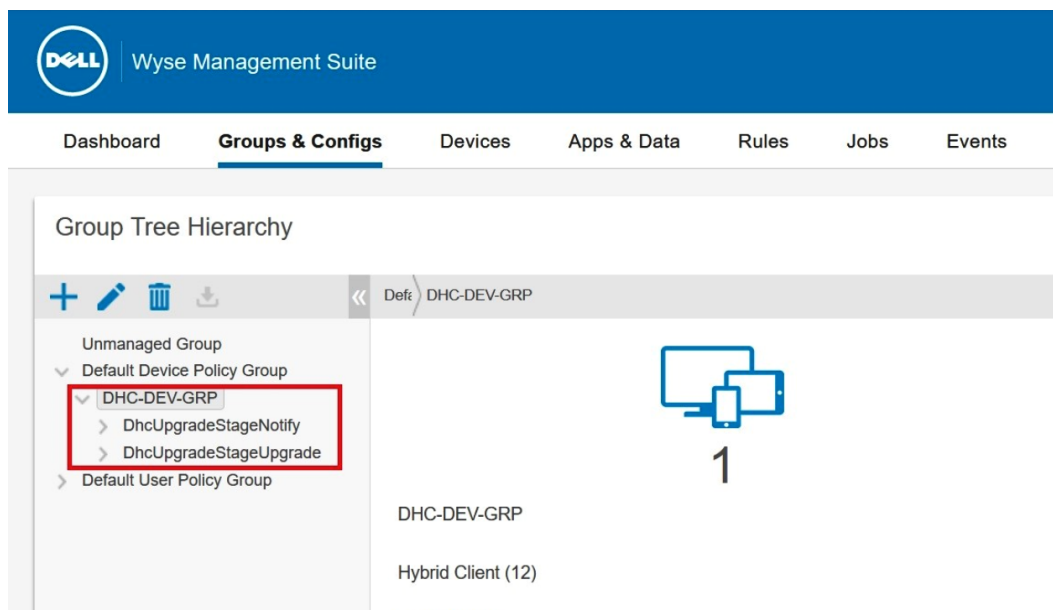 DELL
Wyse Management Suite
Dashboard Groups & Configs Devices Apps & Data Rules Jobs Events
Group Tree Hierarchy
Defa DHC-DEV-GRP
Unmanaged Group
Default Device Policy Group
DHC-DEV-GRP
DhcUpgradeStageNotify
DhcUpgradeStageUpgrade
Default User Policy Group
1
DHC-DEV-GRP
Hybrid Client (12)